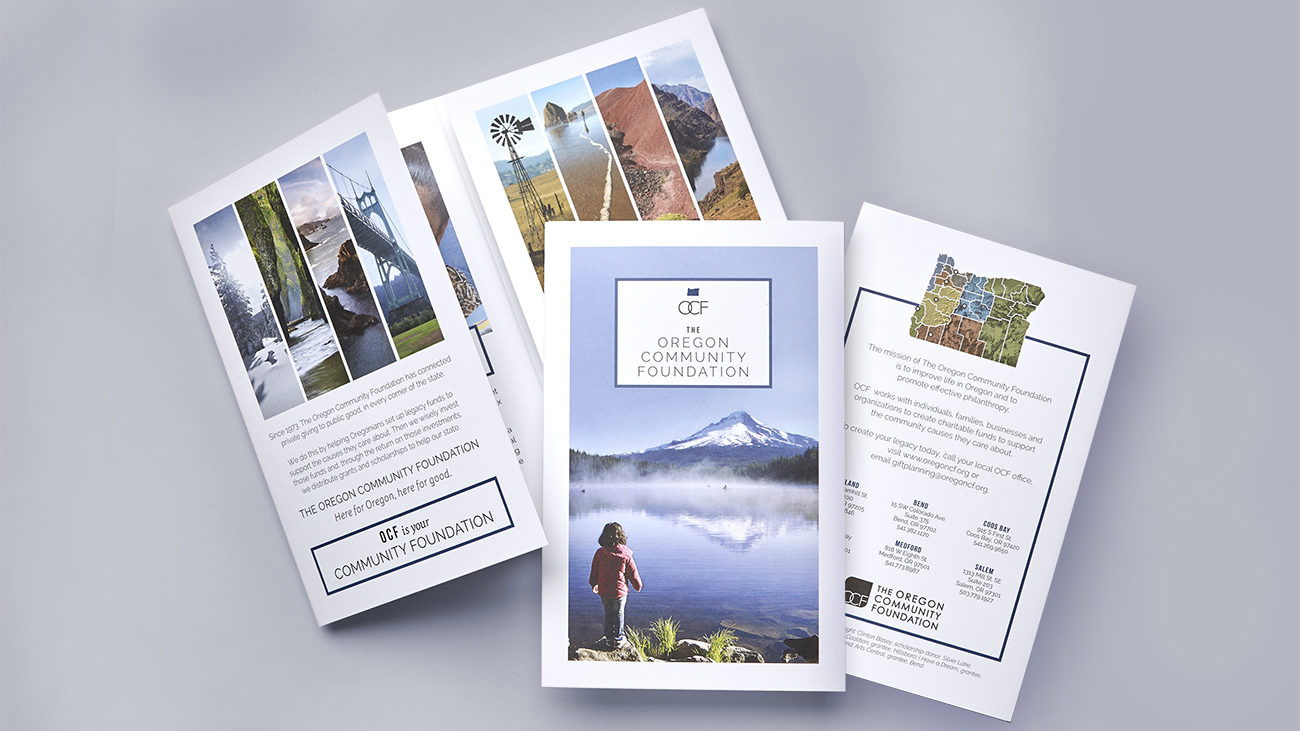 Since 1973, The Oregon Community Foundation has connected
private giving to public good, in every corner of the state.
We do this by helping Oregonians set up legacy funds to
support the causes they care about. Then we wisely invest
those funds and, through the return on those investments,
we distribute grants and scholarships to help our state.
THE OREGON COMMUNITY FOUNDATION
Here for Oregon, here for good.
OCF is your
COMMUNITY FOUNDATION
OCF
THE
OREGON
COMMUNITY
FOUNDATION
The mission of The Oregon Community Foundation
is to improve life in Oregon and to
promote effective philanthropy.
OCF works with individuals, families, businesses and
organizations to create charitable funds to support
the community causes they care about.
To create your legacy today, call your local OCF office,
visit www.oregoncf.org or
email giftplanning@oregoncf.org.
BEND
15 SW Colorado Ave.
Suite 375
Bend, OR 97702
541.382.1170
COOS BAY
915 S First St.
Coos Bay, OR 97420
541.269.9650
MEDFORD
818 W Eighth St.
Medford, OR 97501
541.773.8987
SALEM
1313 Mill St. SE
Suite 203
Salem, OR 97301
503.779.1927
OCF
THE OREGON
COMMUNITY
FOUNDATION
Clinton Basey, scholarship donor, Silver Lake;
Coalition, grantee, Hillsboro; I Have a Dream, grantee,
Arts Central, grantee, Bend